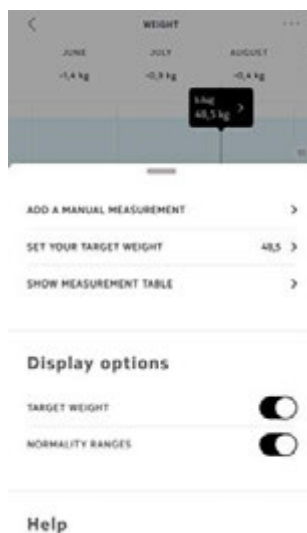 WEIGHT
JUNE JULY AUGUST
-1,4 kg -0,9 kg -0,4 kg
48,5 kg
ADD A MANUAL MEASUREMENT
SET YOUR TARGET WEIGHT 48,5
SHOW MEASUREMENT TABLE
Display options
TARGET WEIGHT
NORMALITY RANGES
Help